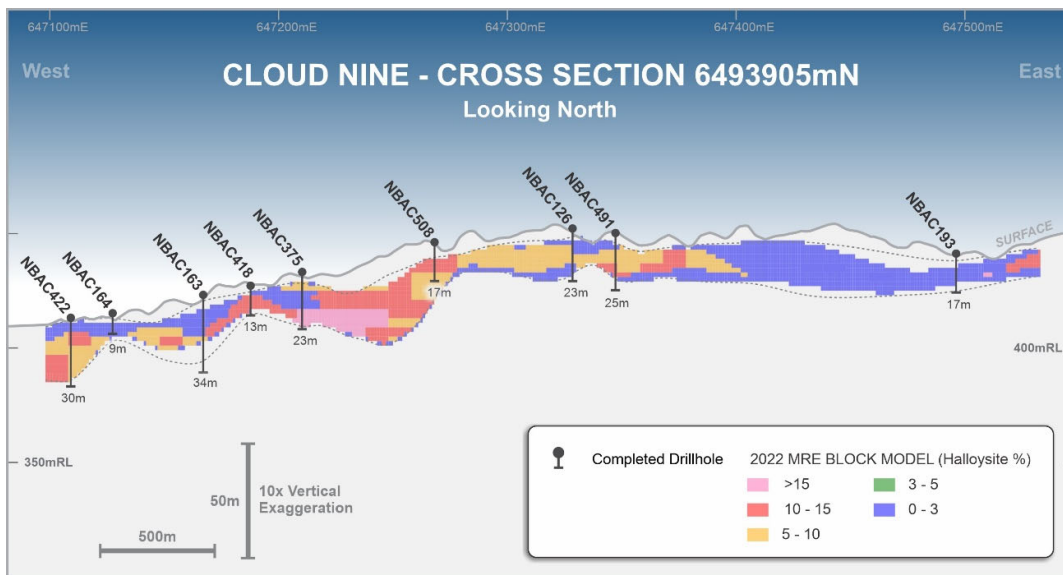 647100mE 647200mE 647300mE 647400mE 647500mE
West
East
CLOUD NINE - CROSS SECTION 6493905mN
Looking North
NBAC422
NBAC164
NBAC163
NBAC418
NBAC375
NBAC508
NBAC126
NBAC491
NBAC193
SURFACE
30m
9m
34m
13m
23m
17m
23m
25m
17m
400mRL
350mRL
50m
10x Vertical
Exaggeration
500m
Completed Drillhole
2022 MRE BLOCK MODEL (Halloysite %)
>15
3 - 5
10 - 15
0 - 3
5 - 10